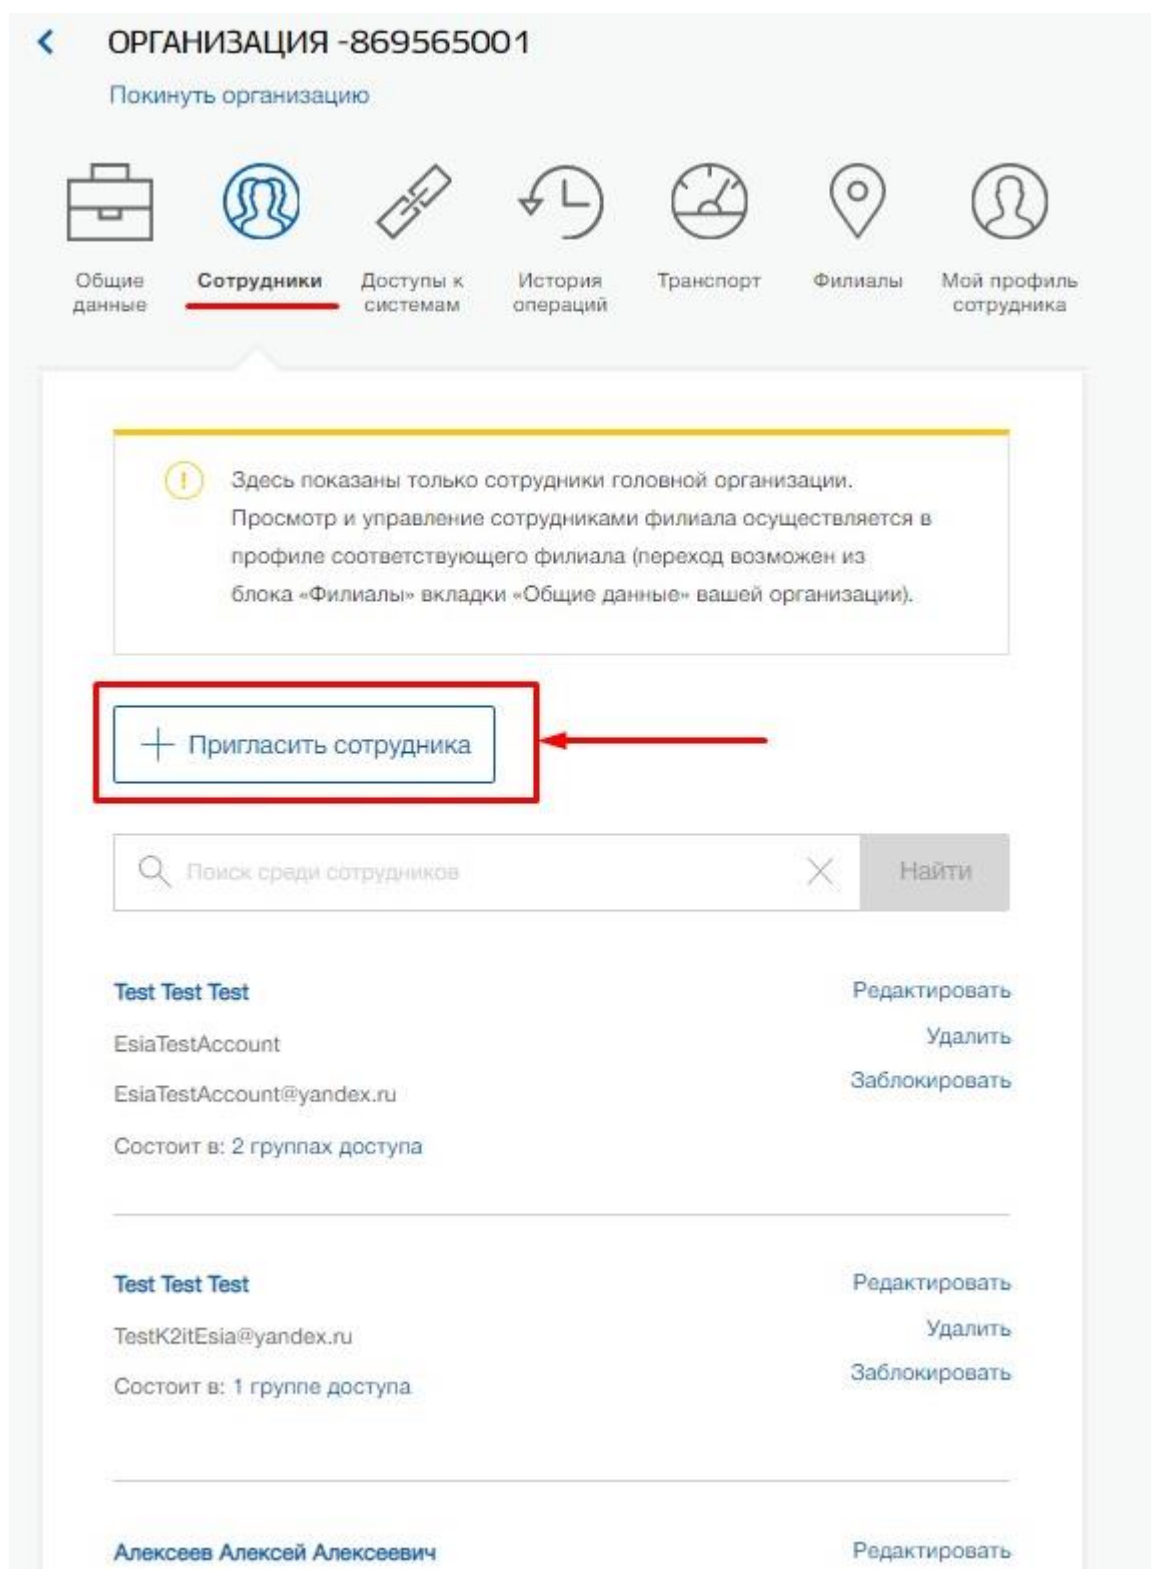 ОРГАНИЗАЦИЯ -869565001
Покинуть организацию
Общие данные
Сотрудники
Доступы к системам
История операций
Транспорт
Филиалы
Мой профиль сотрудника
Здесь показаны только сотрудники головной организации.
Просмотр и управление сотрудниками филиала осуществляется в
профиле соответствующего филиала (переход возможен из
блока «Филиалы» вкладки «Общие данные» вашей организации).
Пригласить сотрудника
Поиск среди сотрудников
Найти
Test Test Test
Редактировать
EsiaTestAccount
Удалить
EsiaTestAccount@yandex.ru
Заблокировать
Состоит в: 2 группах доступа
Test Test Test
Редактировать
TestK2itEsia@yandex.ru
Удалить
Состоит в: 1 группе доступа
Заблокировать
Алексеев Алексей Алексеевич
Редактировать